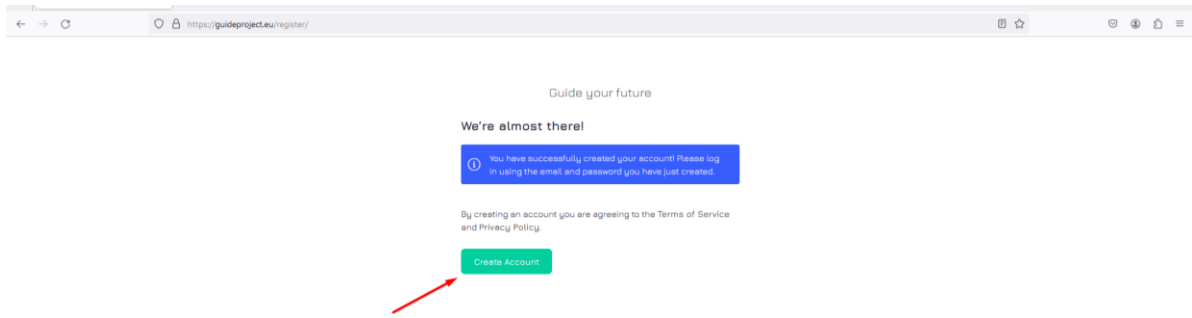 https://guideproject.eu/register/
Guide your future
We're almost there!
You have successfully created your account! Please log
in using the email and password you have just created.
By creating an account you are agreeing to the Terms of Service
and Privacy Policy.
Create Account